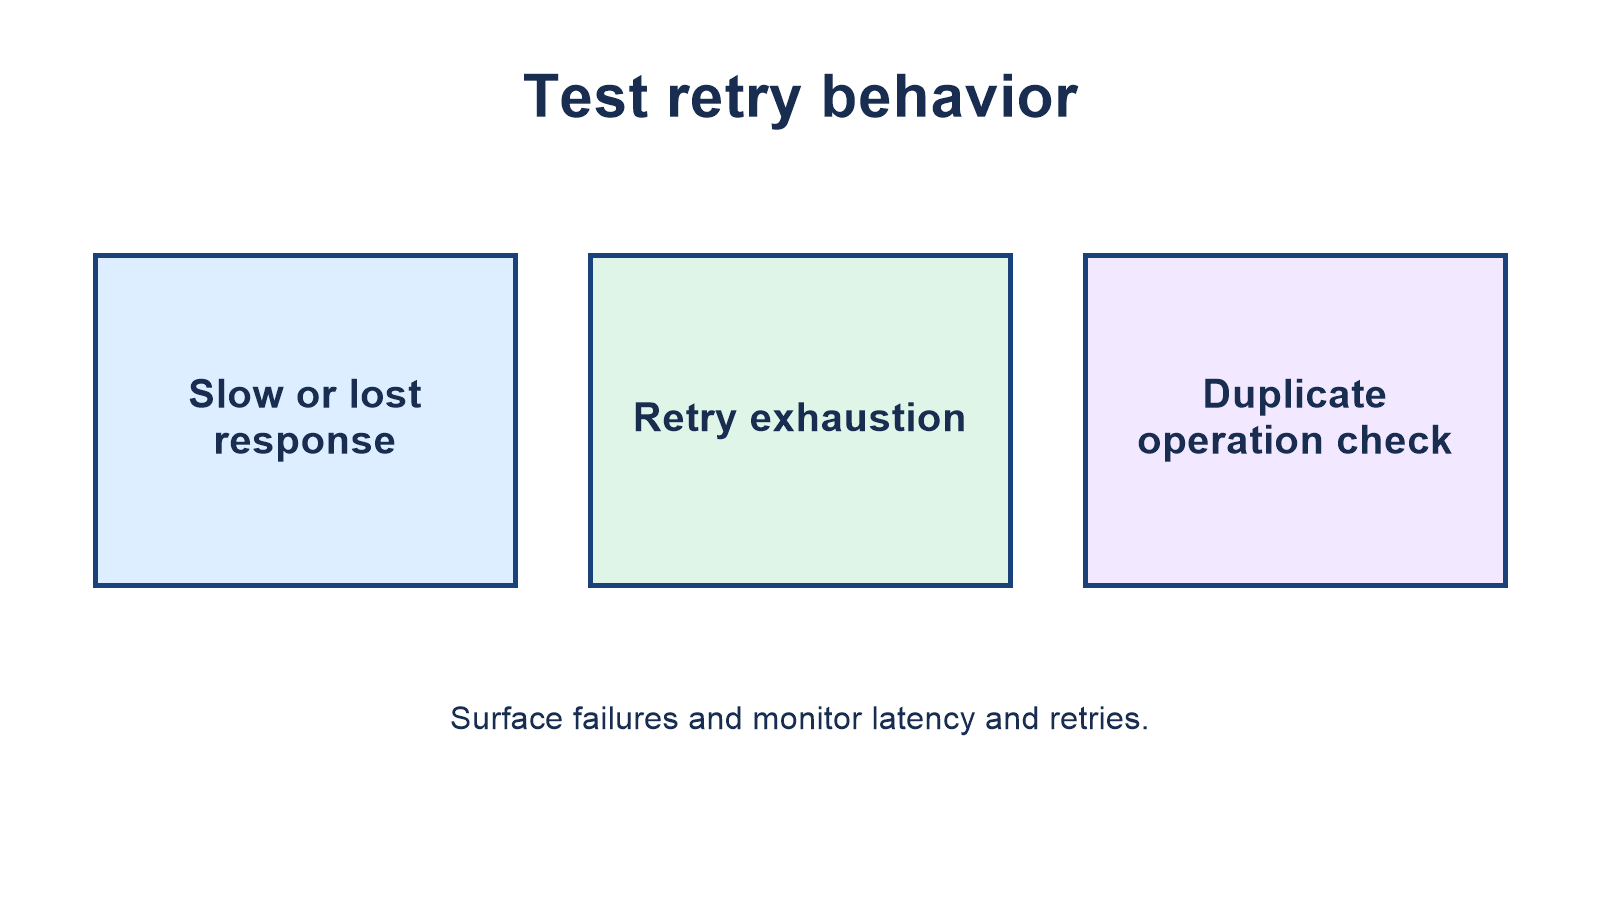 Test retry behavior
Slow or lost
response
Retry exhaustion
Duplicate
operation check
Surface failures and monitor latency and retries.